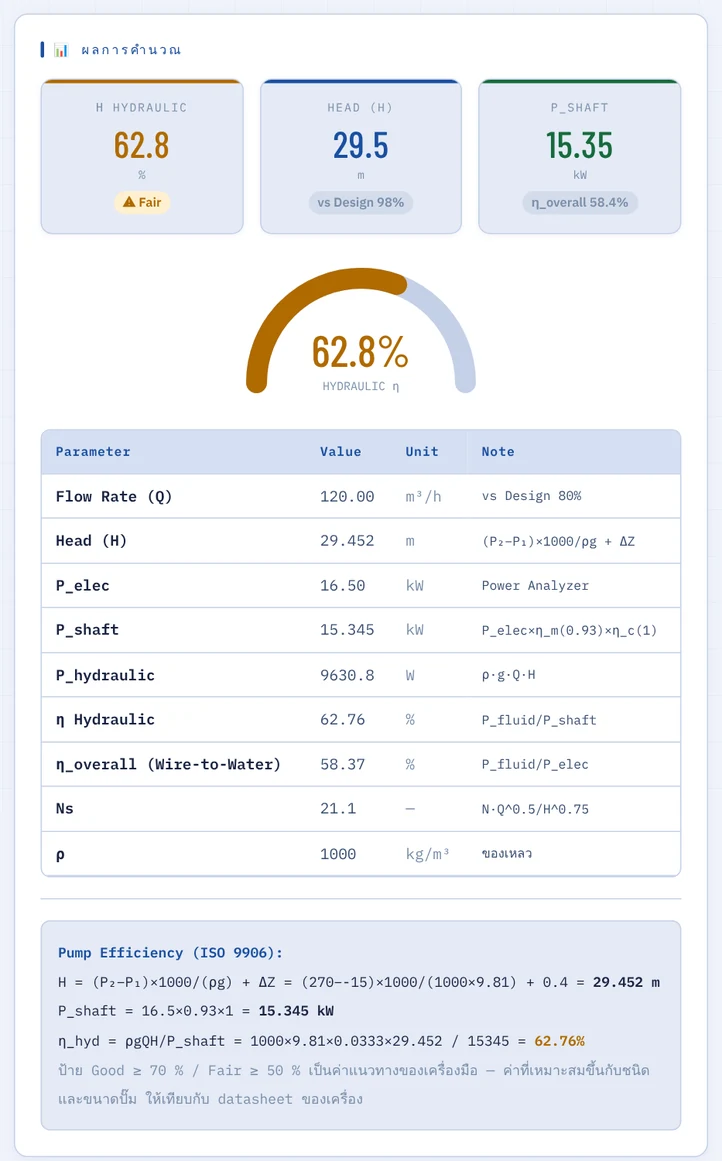 📊 ผลการคำนวณ
Η HYDRAULIC
62.8
%
⚠ Fair
HEAD (H)
29.5
m
vs Design 98%
P_SHAFT
15.35
kW
η_overall 58.4%
62.8%
HYDRAULIC η
Parameter Value Unit Note
Flow Rate (Q) 120.00 m³/h vs Design 80%
Head (H) 29.452 m (P₂−P₁)×1000/ρg + ΔZ
P_elec 16.50 kW Power Analyzer
P_shaft 15.345 kW P_elec×η_m(0.93)×η_c(1)
P_hydraulic 9630.8 W ρ·g·Q·H
η Hydraulic 62.76 % P_fluid/P_shaft
η_overall (Wire-to-Water) 58.37 % P_fluid/P_elec
Ns 21.1 — N·Q^0.5/H^0.75
ρ 1000 kg/m³ ของเหลว
Pump Efficiency (ISO 9906):
H = (P₂−P₁)×1000/(ρg) + ΔZ = (270−-15)×1000/(1000×9.81) + 0.4 = 29.452 m
P_shaft = 16.5×0.93×1 = 15.345 kW
η_hyd = ρgQH/P_shaft = 1000×9.81×0.0333×29.452 / 15345 = 62.76%
ป้าย Good ≥ 70 % / Fair ≥ 50 % เป็นค่าแนวทางของเครื่องมือ — ค่าที่เหมาะสมขึ้นกับชนิด
และขนาดปั๊ม ให้เทียบกับ datasheet ของเครื่อง